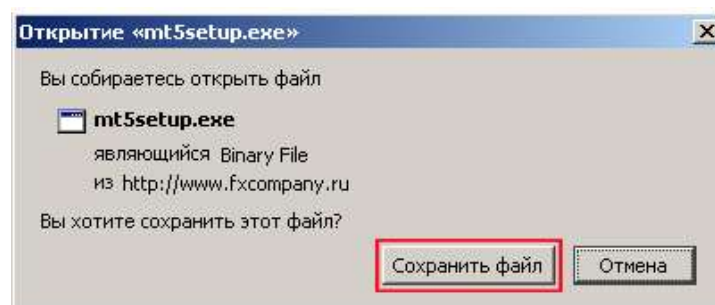 Открытие «mt5setup.exe»
Вы собираетесь открыть файл
mt5setup.exe
являющийся Binary File
из http://www.fxcompany.ru
Вы хотите сохранить этот файл?
Сохранить файл Отмена